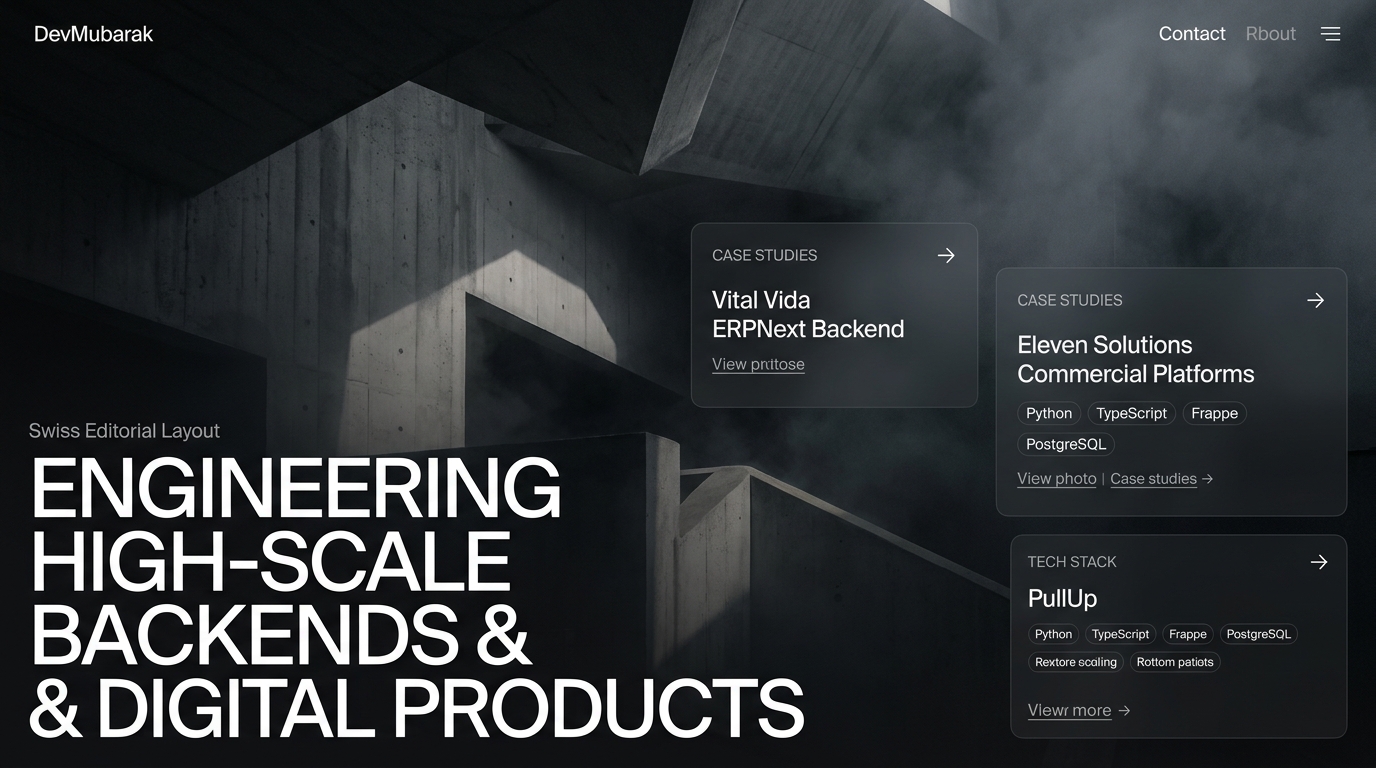 DevMubarak
Contact Rbout
CASE STUDIES
Vital Vida
ERPNext Backend
CASE STUDIES
Eleven Solutions
Commercial Platforms
Python TypeScript Frappe
PostgreSQL
View photo | Case studies
Swiss Editorial Layout
ENGINEERING
HIGH-SCALE
BACKENDS &
& DIGITAL PRODUCTS
TECH STACK
PullUp
Python TypeScript Frappe PostgreSQL
Rextore scaling Rottom patiots
View more